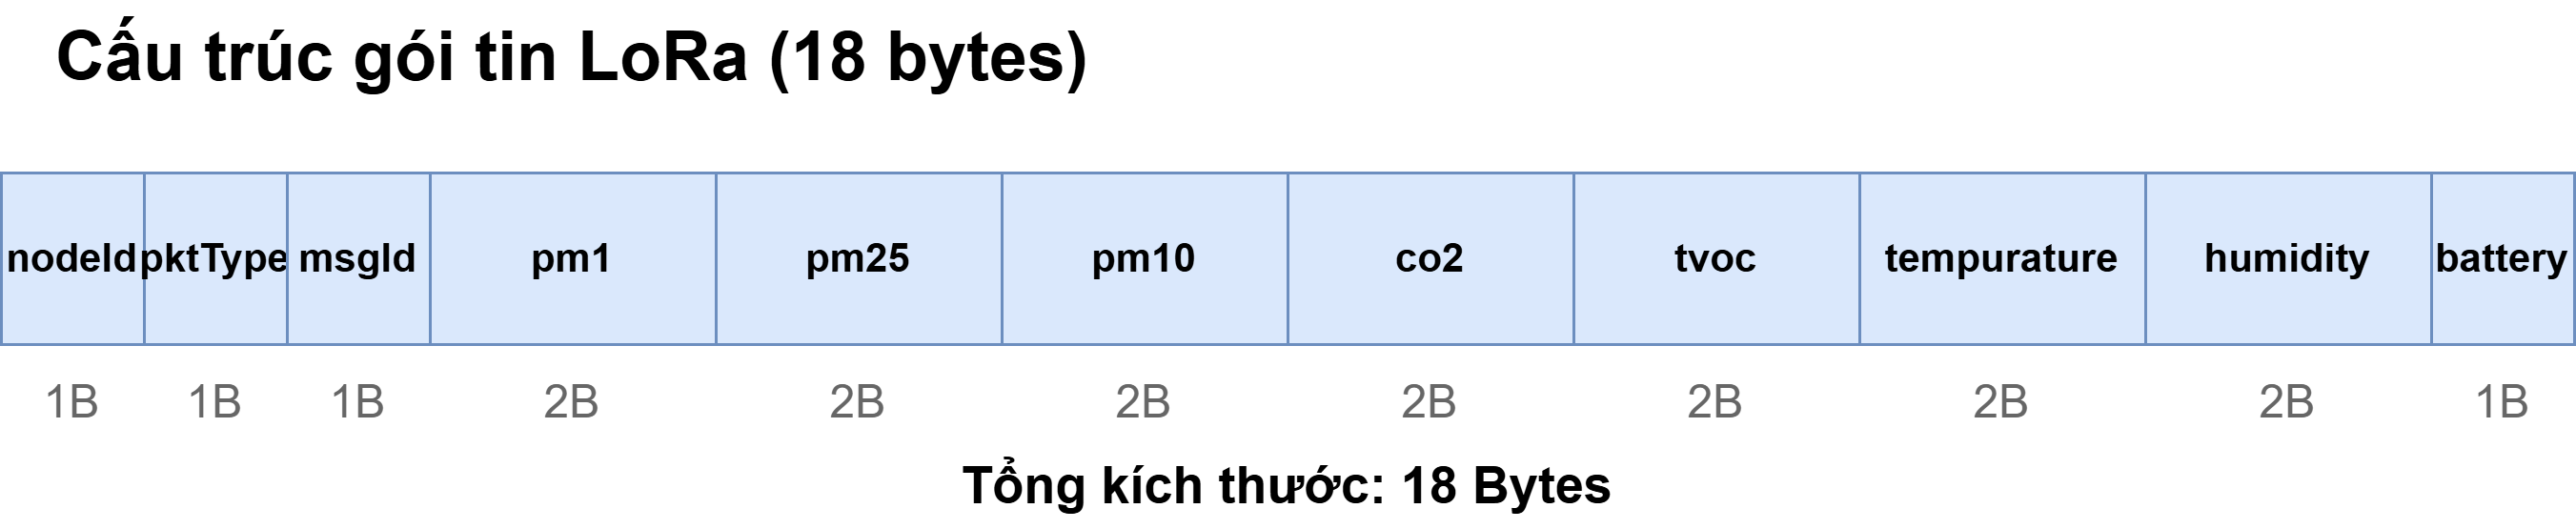 Cấu trúc gói tin LoRa (18 bytes)
nodeId pktType msgId pm1 pm25 pm10 co2 tvoc tempurature humidity battery
1B 1B 1B 2B 2B 2B 2B 2B 2B 2B 1B
Tổng kích thước: 18 Bytes